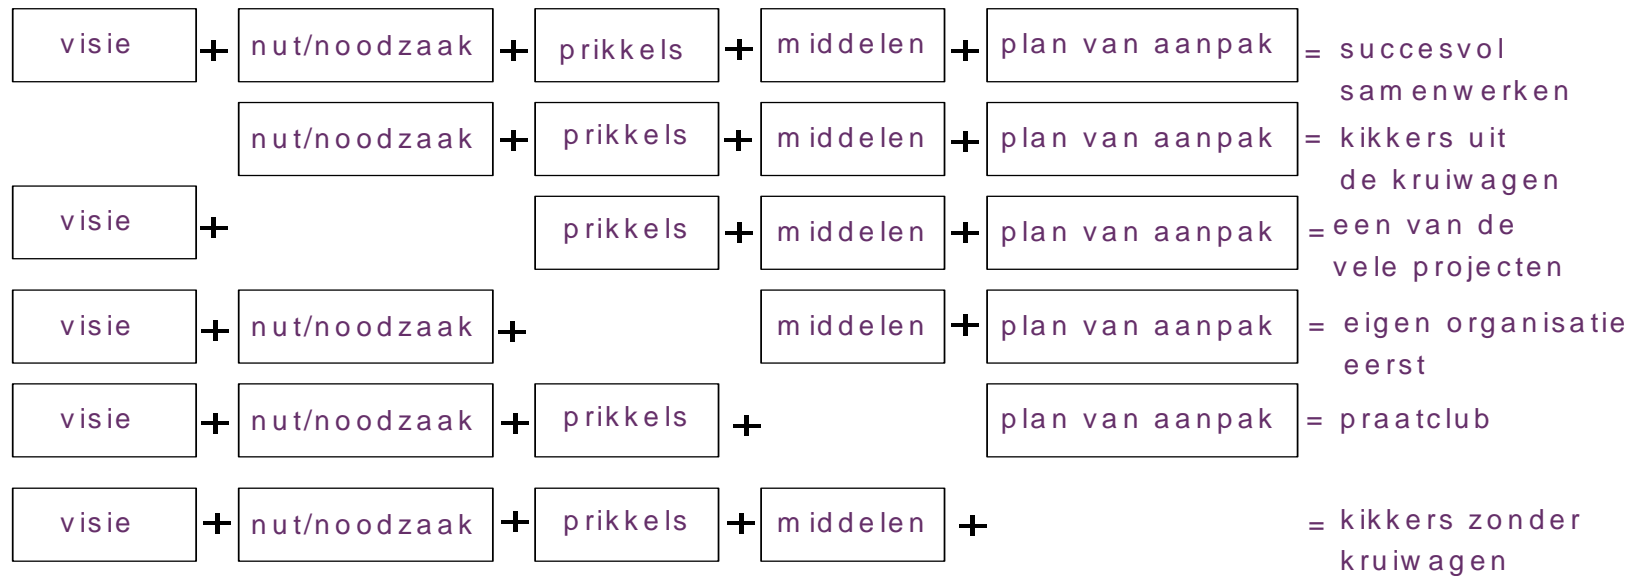 visie + nut/noodzaak + prikkels + middelen + plan van aanpak = succesvol
samenwerken
nut/noodzaak + prikkels + middelen + plan van aanpak = kikkers uit
de kruiwagen
visie + prikkels + middelen + plan van aanpak = een van de
vele projecten
visie + nut/noodzaak + middelen + plan van aanpak = eigen organisatie
eerst
visie + nut/noodzaak + prikkels + plan van aanpak = praatclub
visie + nut/noodzaak + prikkels + middelen + = kikkers zonder
kruiwagen